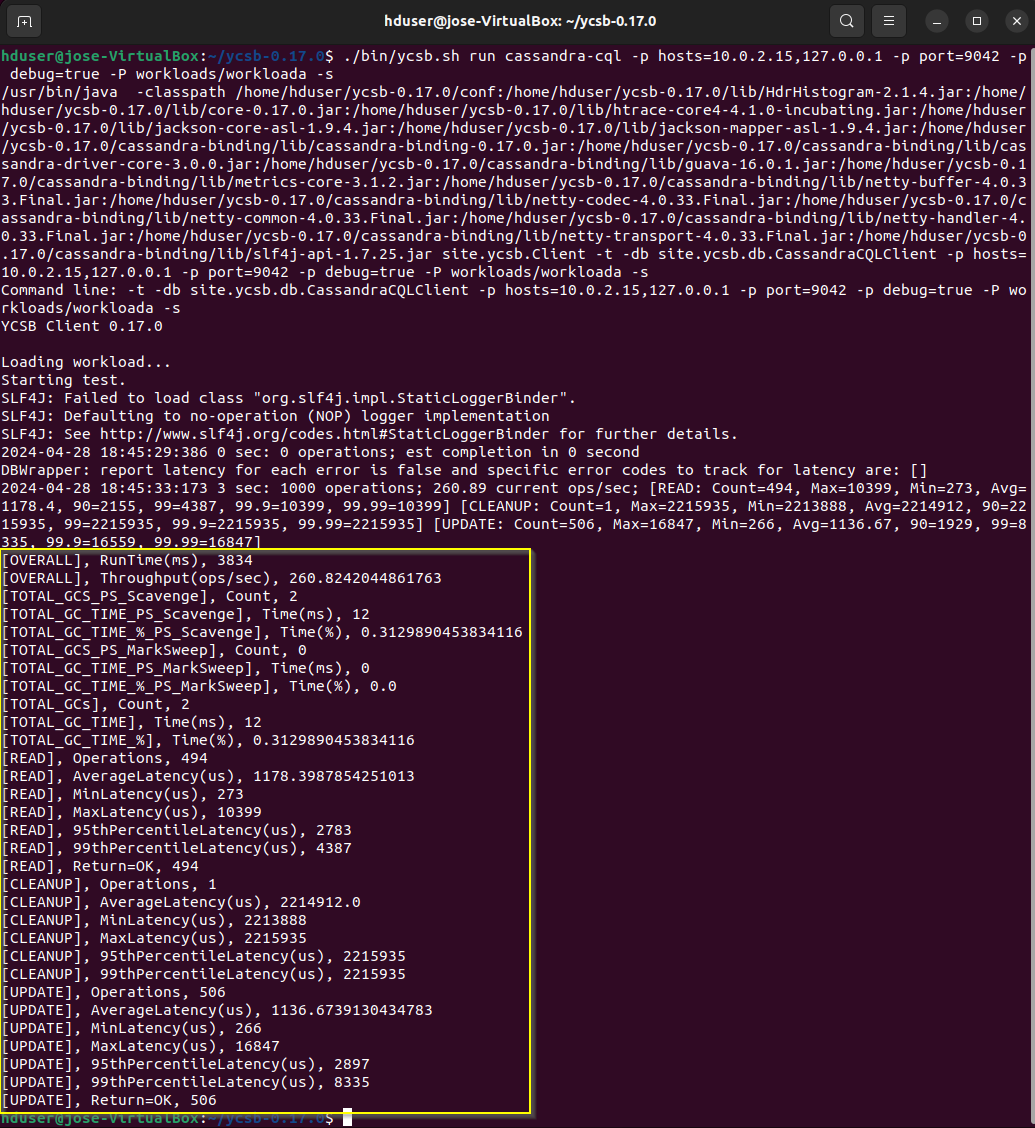 hduser@jose-VirtualBox: ~/ycsb-0.17.0
hduser@jose-VirtualBox:~/ycsb-0.17.0$ ./bin/ycsb.sh run cassandra-cql -p hosts=10.0.2.15,127.0.0.1 -p port=9042 -p
 debug=true -P workloads/workloada -s
/usr/bin/java  -classpath /home/hduser/ycsb-0.17.0/conf:/home/hduser/ycsb-0.17.0/lib/HdrHistogram-2.1.4.jar:/home/
hduser/ycsb-0.17.0/lib/core-0.17.0.jar:/home/hduser/ycsb-0.17.0/lib/htrace-core4-4.1.0-incubating.jar:/home/hduser
/ycsb-0.17.0/lib/jackson-core-asl-1.9.4.jar:/home/hduser/ycsb-0.17.0/lib/jackson-mapper-asl-1.9.4.jar:/home/hduser
/ycsb-0.17.0/cassandra-binding/lib/cassandra-binding-0.17.0.jar:/home/hduser/ycsb-0.17.0/cassandra-binding/lib/cas
sandra-driver-core-3.0.0.jar:/home/hduser/ycsb-0.17.0/cassandra-binding/lib/guava-16.0.1.jar:/home/hduser/ycsb-0.1
7.0/cassandra-binding/lib/metrics-core-3.1.2.jar:/home/hduser/ycsb-0.17.0/cassandra-binding/lib/netty-buffer-4.0.3
3.Final.jar:/home/hduser/ycsb-0.17.0/cassandra-binding/lib/netty-codec-4.0.33.Final.jar:/home/hduser/ycsb-0.17.0/c
assandra-binding/lib/netty-common-4.0.33.Final.jar:/home/hduser/ycsb-0.17.0/cassandra-binding/lib/netty-handler-4.
0.33.Final.jar:/home/hduser/ycsb-0.17.0/cassandra-binding/lib/netty-transport-4.0.33.Final.jar:/home/hduser/ycsb-0
.17.0/cassandra-binding/lib/slf4j-api-1.7.25.jar site.ycsb.Client -t -db site.ycsb.db.CassandraCQLClient -p hosts=
10.0.2.15,127.0.0.1 -p port=9042 -p debug=true -P workloads/workloada -s
Command line: -t -db site.ycsb.db.CassandraCQLClient -p hosts=10.0.2.15,127.0.0.1 -p port=9042 -p debug=true -P wo
rkloads/workloada -s
YCSB Client 0.17.0
Loading workload...
Starting test.
SLF4J: Failed to load class "org.slf4j.impl.StaticLoggerBinder".
SLF4J: Defaulting to no-operation (NOP) logger implementation
SLF4J: See http://www.slf4j.org/codes.html#StaticLoggerBinder for further details.
2024-04-28 18:45:29:386 0 sec: 0 operations; est completion in 0 second
DBWrapper: report latency for each error is false and specific error codes to track for latency are: []
2024-04-28 18:45:33:173 3 sec: 1000 operations; 260.89 current ops/sec; [READ: Count=494, Max=10399, Min=273, Avg=
1178.4, 90=2155, 99=4387, 99.9=10399, 99.99=10399] [CLEANUP: Count=1, Max=2215935, Min=2213888, Avg=2214912, 90=22
15935, 99=2215935, 99.9=2215935, 99.99=2215935] [UPDATE: Count=506, Max=16847, Min=266, Avg=1136.67, 90=1929, 99=8
335, 99.9=16559, 99.99=16847]
[OVERALL], RunTime(ms), 3834
[OVERALL], Throughput(ops/sec), 260.8242044861763
[TOTAL_GCS_PS_Scavenge], Count, 2
[TOTAL_GC_TIME_PS_Scavenge], Time(ms), 12
[TOTAL_GC_TIME_%_PS_Scavenge], Time(%), 0.3129890453834116
[TOTAL_GCS_PS_MarkSweep], Count, 0
[TOTAL_GC_TIME_PS_MarkSweep], Time(ms), 0
[TOTAL_GC_TIME_%_PS_MarkSweep], Time(%), 0.0
[TOTAL_GCs], Count, 2
[TOTAL_GC_TIME], Time(ms), 12
[TOTAL_GC_TIME_%], Time(%), 0.3129890453834116
[READ], Operations, 494
[READ], AverageLatency(us), 1178.3987854251013
[READ], MinLatency(us), 273
[READ], MaxLatency(us), 10399
[READ], 95thPercentileLatency(us), 2783
[READ], 99thPercentileLatency(us), 4387
[READ], Return=OK, 494
[CLEANUP], Operations, 1
[CLEANUP], AverageLatency(us), 2214912.0
[CLEANUP], MinLatency(us), 2213888
[CLEANUP], MaxLatency(us), 2215935
[CLEANUP], 95thPercentileLatency(us), 2215935
[CLEANUP], 99thPercentileLatency(us), 2215935
[UPDATE], Operations, 506
[UPDATE], AverageLatency(us), 1136.6739130434783
[UPDATE], MinLatency(us), 266
[UPDATE], MaxLatency(us), 16847
[UPDATE], 95thPercentileLatency(us), 2897
[UPDATE], 99thPercentileLatency(us), 8335
[UPDATE], Return=OK, 506
hduser@jose-VirtualBox:~/ycsb-0.17.0$